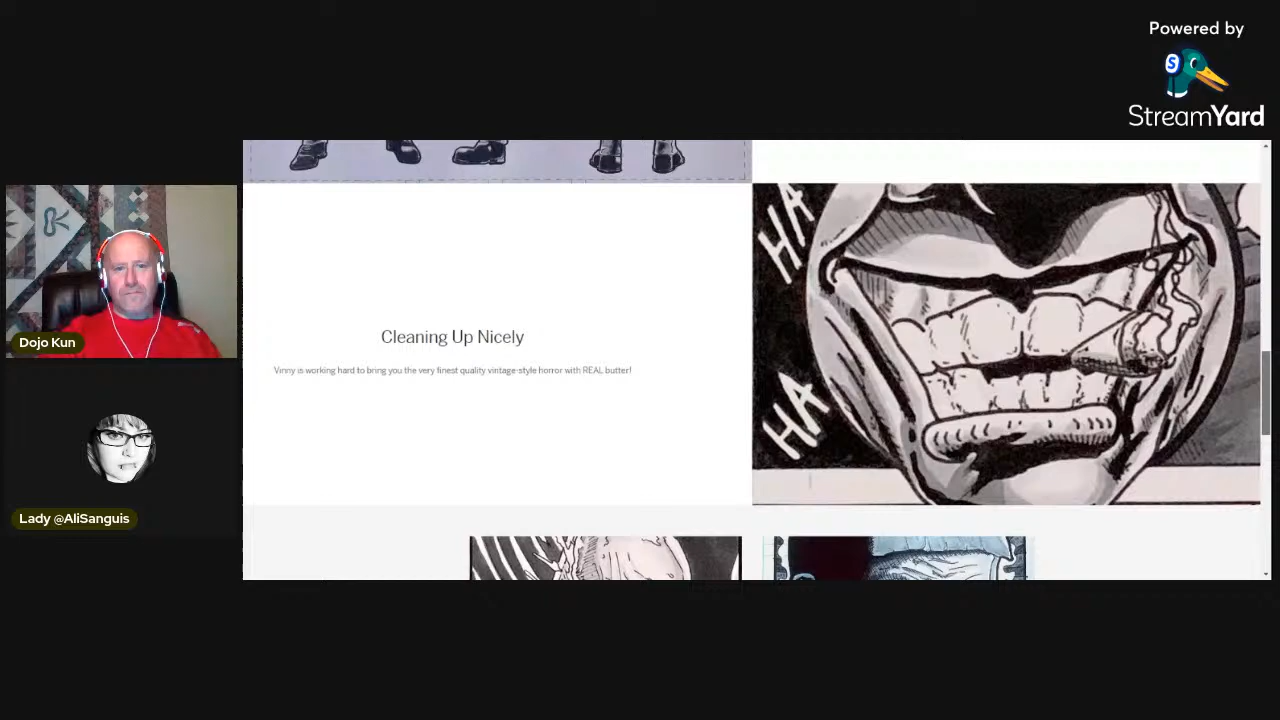 Powered by
S
StreamYard
HA
Cleaning Up Nicely
Dojo Kun
Vinny is working hard to bring you the very finest quality vintage-style horror with REAL butter!
HA
Lady @AliSanguis